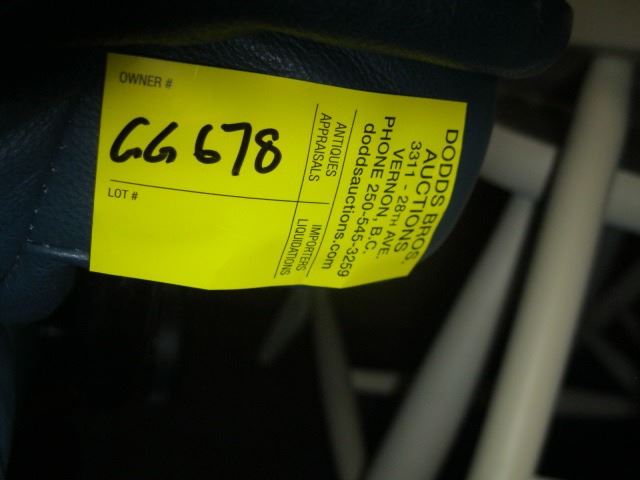 OWNER #
GG 678
LOT #
ANTIQUES
APPRAISALS
IMPORTERS
LIQUIDATIONS
DODDS BROS.
AUCTIONS
3311 - 28TH AVE.
VERNON, B.C.
PHONE 250-545-3259
doddsauctions.com